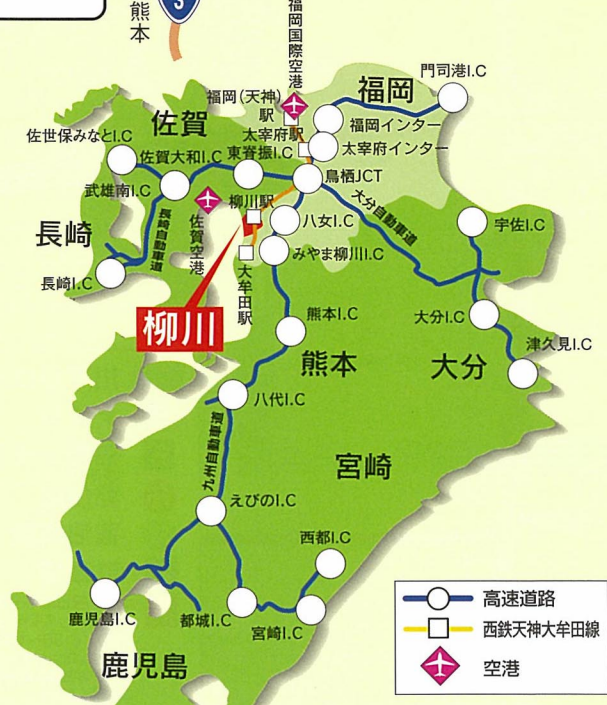 熊本
3
福岡国際空港
門司港I.C
福岡
福岡(天神)
駅
佐賀
福岡インター
太宰府駅
太宰府インター
佐世保みなとI.C
佐賀大和I.C
東脊振I.C
鳥栖JCT
武雄南I.C
柳川駅
大分自動車道
長崎
長崎自動車道
佐賀空港
八女I.C
宇佐I.C
みやま柳川I.C
長崎I.C
大牟田駅
柳川
熊本I.C
大分I.C
津久見I.C
熊本
大分
八代I.C
九州自動車道
宮崎
えびのI.C
西都I.C
鹿児島I.C
都城I.C
宮崎I.C
鹿児島
高速道路
西鉄天神大牟田線
空港